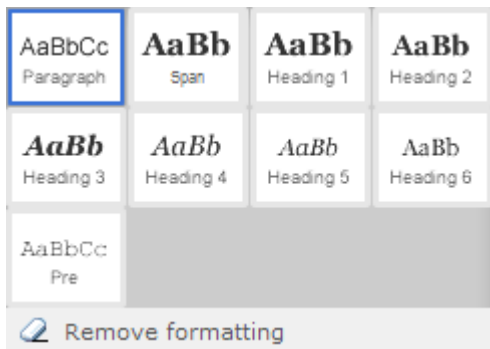 AaBbCc AaBb AaBb AaBb
Paragraph Span Heading 1 Heading 2
AaBb AaBb AaBb AaBb
Heading 3 Heading 4 Heading 5 Heading 6
AaBbCc
Pre
Remove formatting